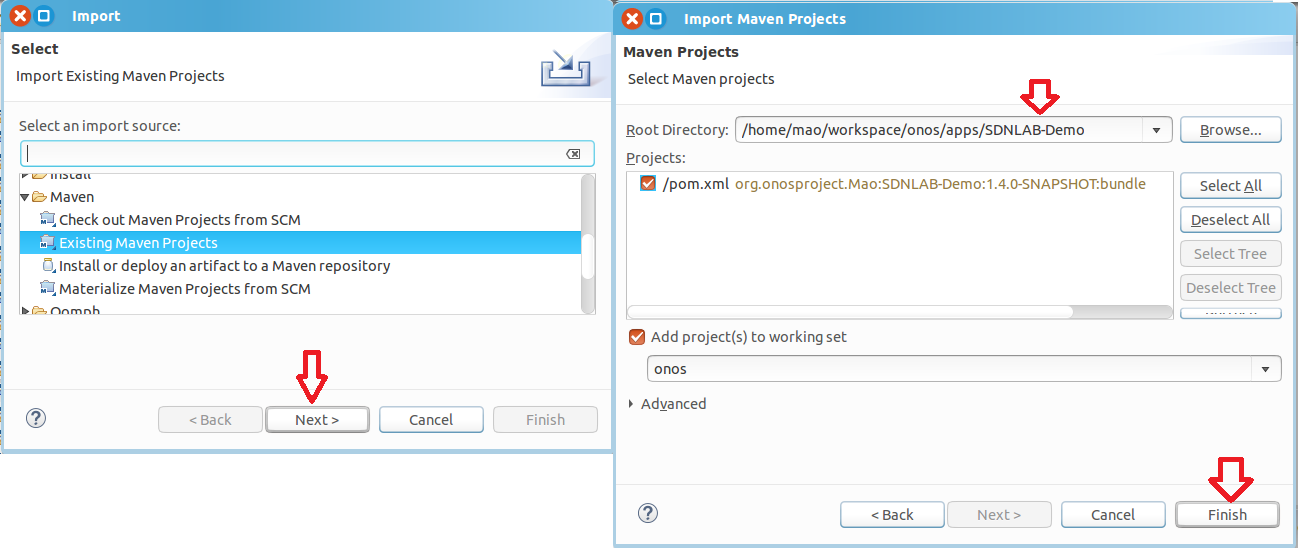 Import
Select
Import Existing Maven Projects
Select an import source:
Install
Maven
Check out Maven Projects from SCM
Existing Maven Projects
Install or deploy an artifact to a Maven repository
Materialize Maven Projects from SCM
Oomph
?
< Back
Next >
Cancel
Finish
Import Maven Projects
Maven Projects
Select Maven projects
Root Directory: /home/mao/workspace/onos/apps/SDNLAB-Demo
Browse...
Projects:
/pom.xml org.onosproject.Mao:SDNLAB-Demo:1.4.0-SNAPSHOT:bundle
Select All
Deselect All
Select Tree
Deselect Tree
Add project(s) to working set
onos
Advanced
?
< Back
Next >
Cancel
Finish